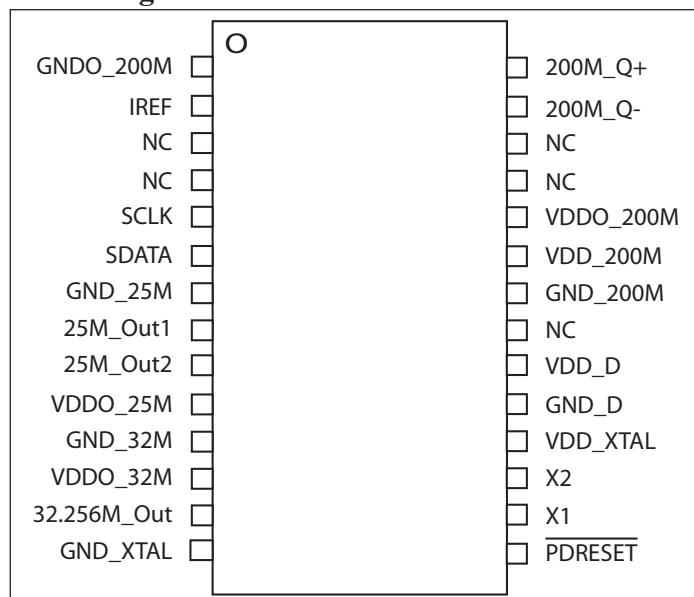 GNDO_200M
IREF
NC
NC
SCLK
SDATA
GND_25M
25M_Out1
25M_Out2
VDDO_25M
GND_32M
VDDO_32M
32.256M_Out
GND_XTAL
O
200M_Q+
200M_Q-
NC
NC
VDDO_200M
VDD_200M
GND_200M
NC
VDD_D
GND_D
VDD_XTAL
X2
X1
PDRESET